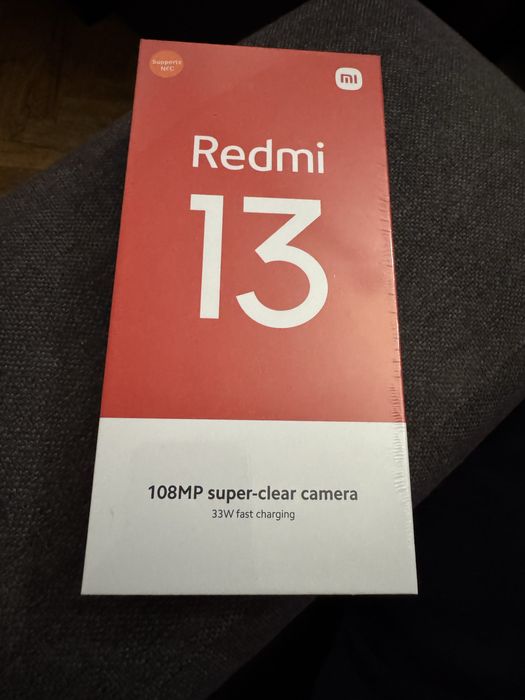 Supports
NFC
mi
Redmi
13
108MP super-clear camera
33W fast charging